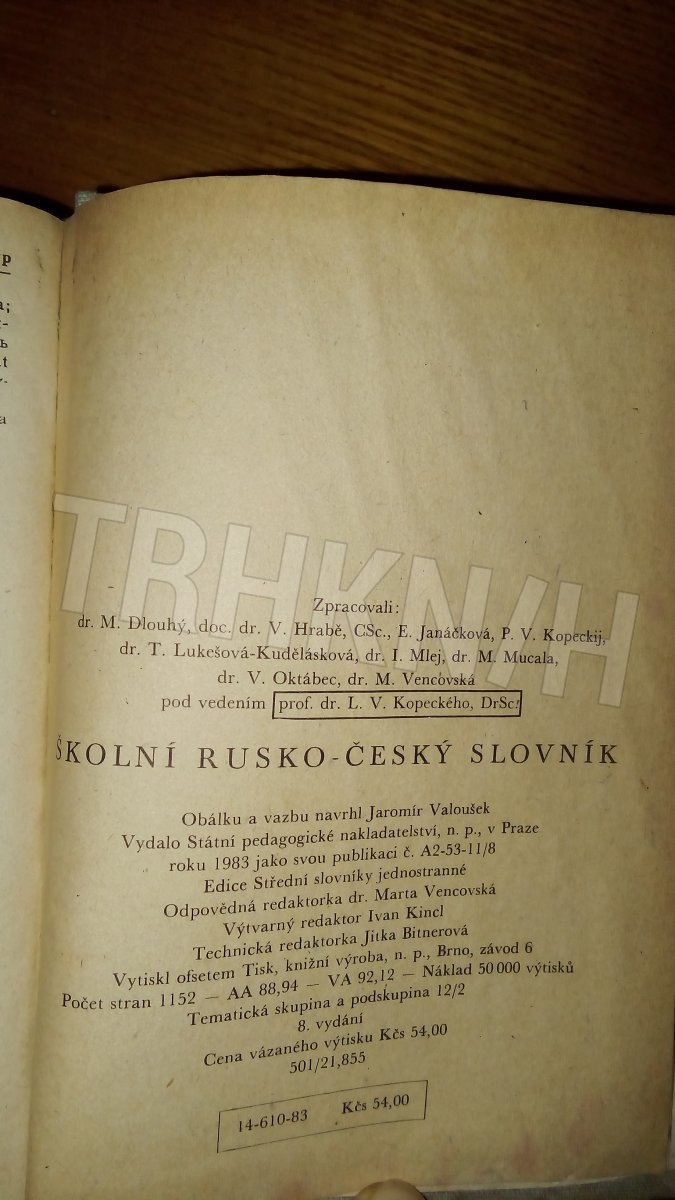 TRHKNIH
Zpracovali:
dr. M. Dlouhý, doc. dr. V. Hrabě, CSc., E. Janáčková, P. V. Kopeckij,
dr. T. Lukešová-Kudělásková, dr. I. Mlej, dr. M. Mucala,
dr. V. Oktábec, dr. M. Vencovská
pod vedením prof. dr. L. V. Kopeckého, DrSc.
ŠKOLNÍ RUSKO-ČESKÝ SLOVNÍK
Obálku a vazbu navrhl Jaromír Valoušek
Vydalo Státní pedagogické nakladatelství, n. p., v Praze
roku 1983 jako svou publikaci č. A2-53-11/8
Edice Střední slovníky jednostranné
Odpovědná redaktorka dr. Marta Vencovská
Výtvarný redaktor Ivan Kincl
Technická redaktorka Jitka Bitnerová
Vytiskl ofsetem Tisk, knižní výroba, n. p., Brno, závod 6
Počet stran 1152 — AA 88,94 — VA 92,12 — Náklad 50 000 výtisků
Tematická skupina a podskupina 12/2
8. vydání
Cena vázaného výtisku Kčs 54,00
501/21,855
14-610-83 Kčs 54,00